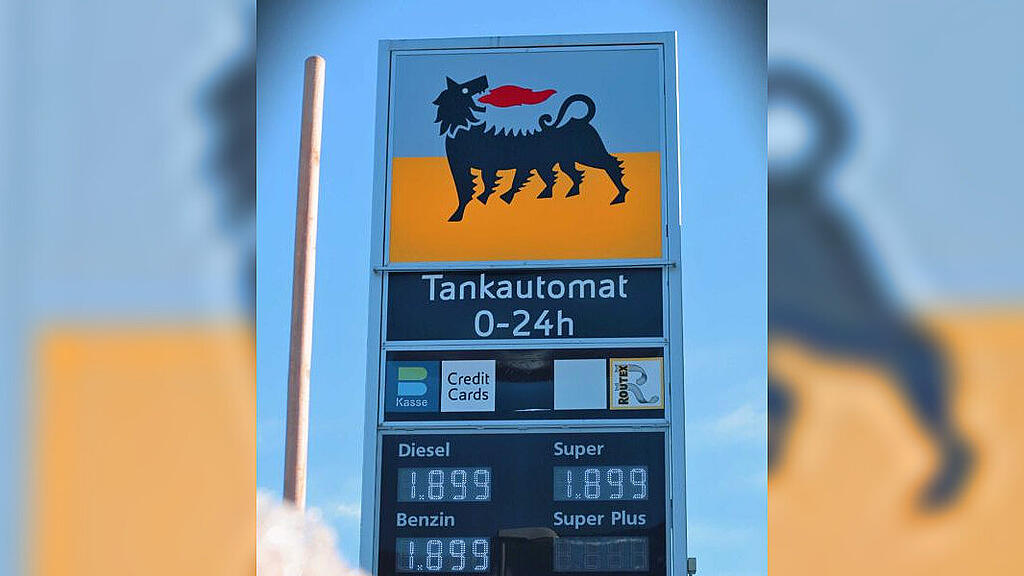 Tankautomat
0-24h
Kasse
Credit
Cards
ROUTEX
Diesel
Super
1.899
1.899
Benzin
Super Plus
1.899